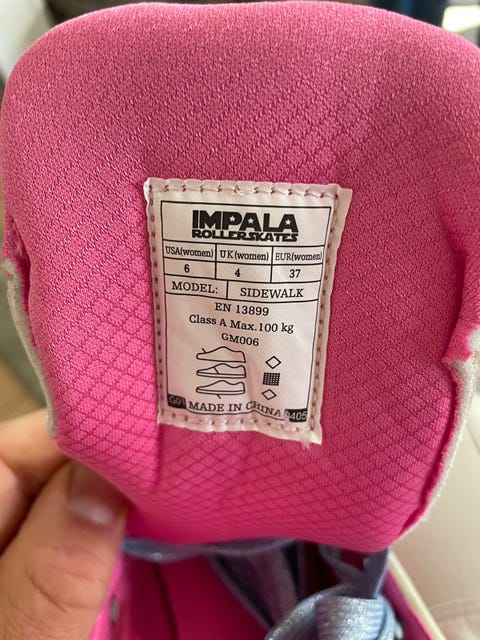 IMPALA
ROLLERSKATES
USA(women) UK(women) EUR(women)
6 4 37
MODEL: SIDEWALK
EN 13899
Class A Max.100 kg
GM006
MADE IN CHINA